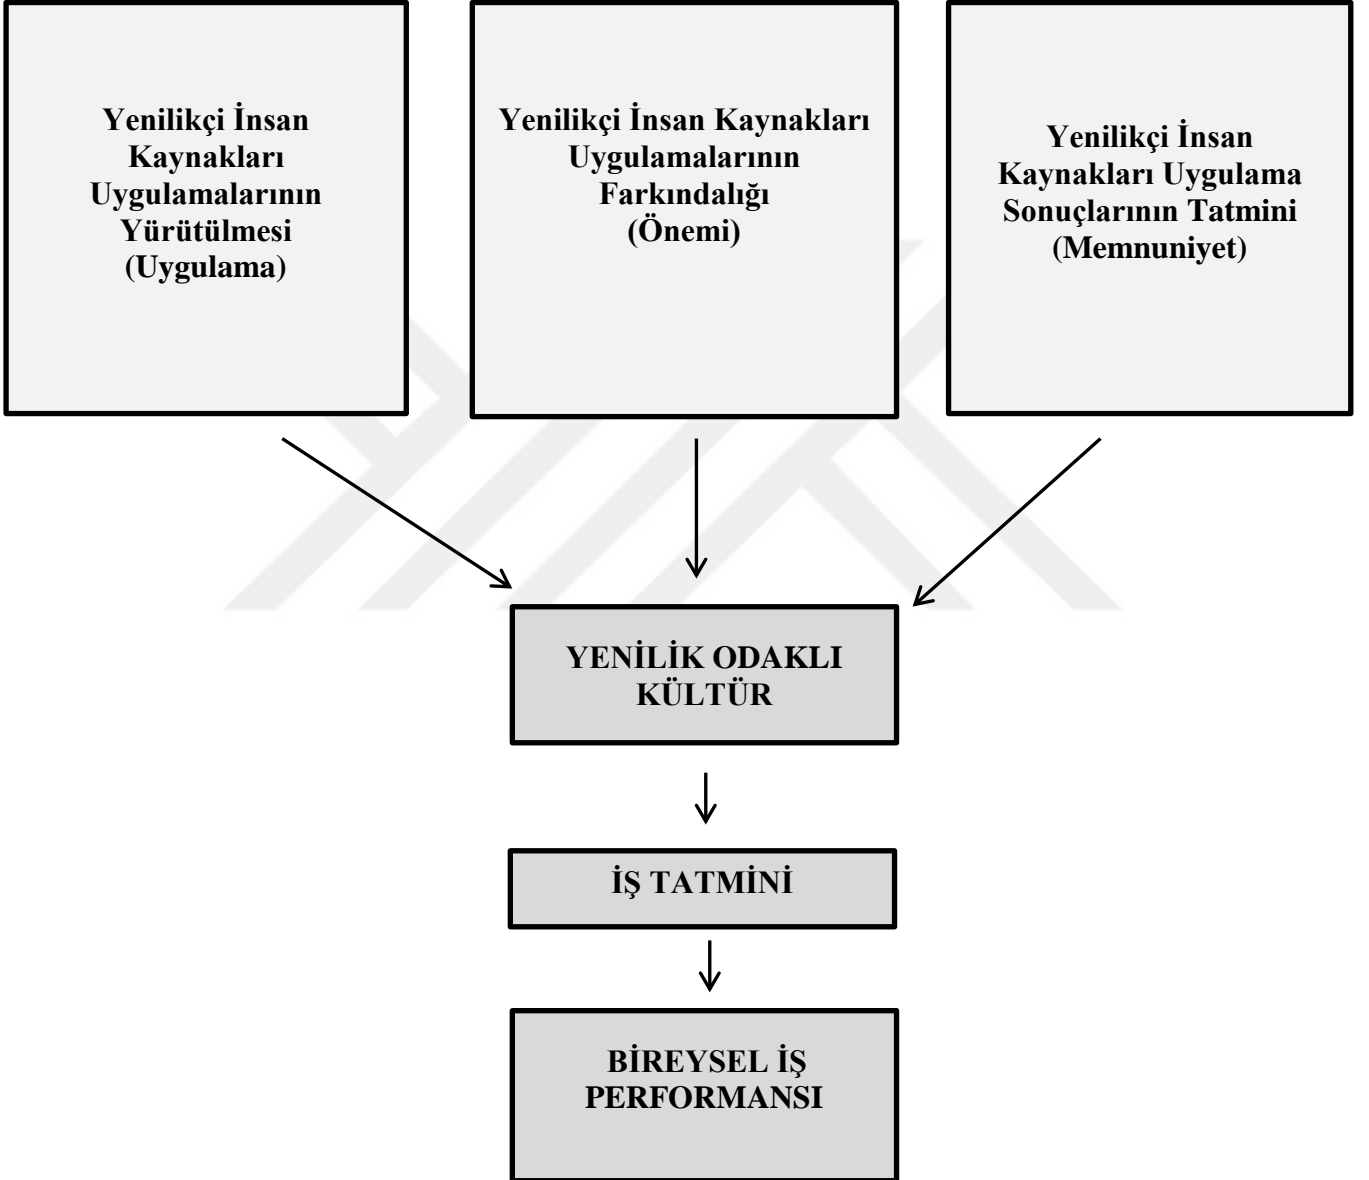 Yenilikçi İnsan
Kaynakları
Uygulamalarının
Yürütülmesi
(Uygulama)
Yenilikçi İnsan Kaynakları
Uygulamalarının
Farkındalığı
(Önemi)
Yenilikçi İnsan
Kaynakları Uygulama
Sonuçlarının Tatmini
(Memnuniyet)
YENİLİK ODAKLI
KÜLTÜR
İŞ TATMİNİ
BİREYSEL İŞ
PERFORMANSI